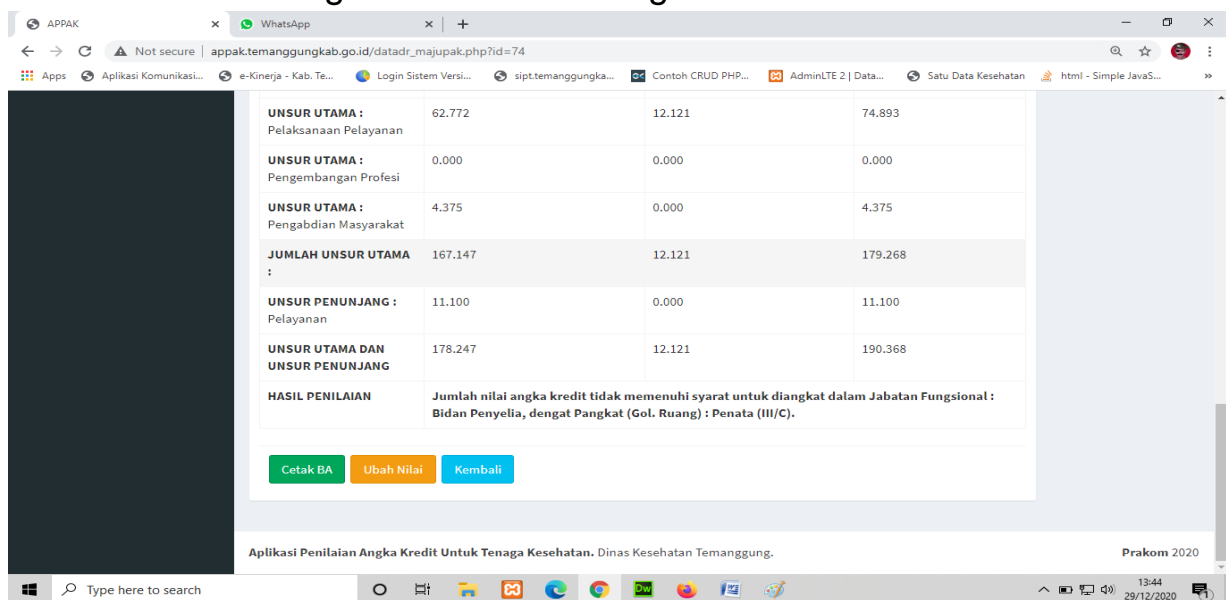 APPAK
WhatsApp
Not secure | appak.temanggungkab.go.id/datadr_majupak.php?id=74
Apps Aplikasi Komunikasi... e-Kinerja - Kab. Te... Login Sistem Versi... sipt.temanggungka... Contoh CRUD PHP... AdminLTE 2 | Data... Satu Data Kesehatan html - Simple JavaS... »
UNSUR UTAMA : 62.772 12.121 74.893
Pelaksanaan Pelayanan
UNSUR UTAMA : 0.000 0.000 0.000
Pengembangan Profesi
UNSUR UTAMA : 4.375 0.000 4.375
Pengabdian Masyarakat
JUMLAH UNSUR UTAMA 167.147 12.121 179.268
:
UNSUR PENUNJANG : 11.100 0.000 11.100
Pelayanan
UNSUR UTAMA DAN 178.247 12.121 190.368
UNSUR PENUNJANG
HASIL PENILAIAN Jumlah nilai angka kredit tidak memenuhi syarat untuk diangkat dalam Jabatan Fungsional :
Bidan Penyelia, dengat Pangkat (Gol. Ruang) : Penata (III/C).
Cetak BA Ubah Nilai Kembali
Aplikasi Penilaian Angka Kredit Untuk Tenaga Kesehatan. Dinas Kesehatan Temanggung. Prakom 2020
Type here to search
Dw
13:44
29/12/2020